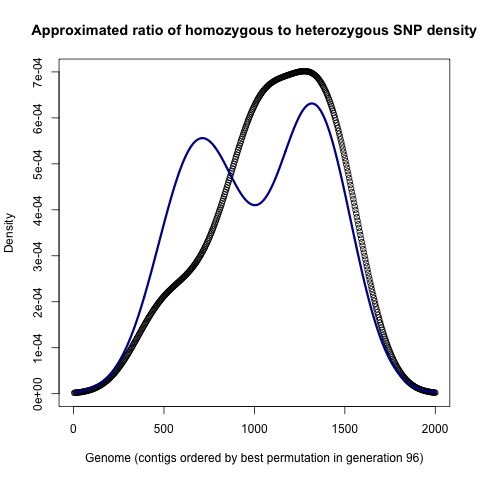 Approximated ratio of homozygous to heterozygous SNP density
7e-04
6e-04
5e-04
4e-04
3e-04
2e-04
1e-04
0e+00
Density
0 500 1000 1500 2000
Genome (contigs ordered by best permutation in generation 96)